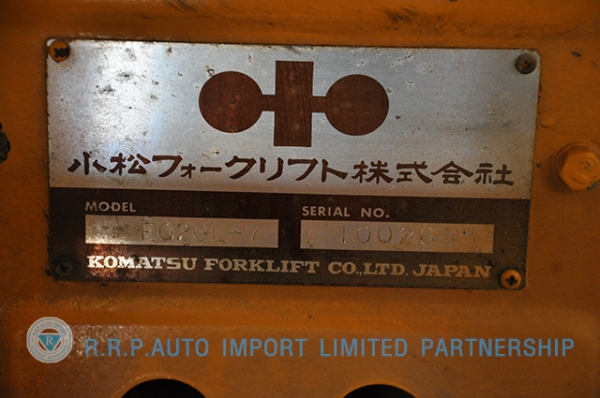 小松フォークリフト株式会社
MODEL SERIAL NO.
KOMATSU FORKLIFT CO.,LTD. JAPAN
R.R.P.AUTO IMPORT LIMITED PARTNERSHIP